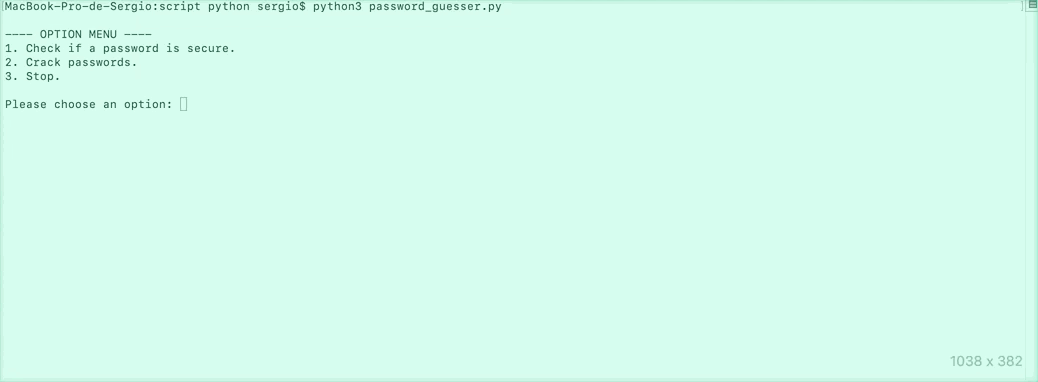 MacBook-Pro-de-Sergio:script python sergio$ python3 password_guesser.py
---- OPTION MENU ----
1. Check if a password is secure.
2. Crack passwords.
3. Stop.
Please choose an option:
1038 x 382